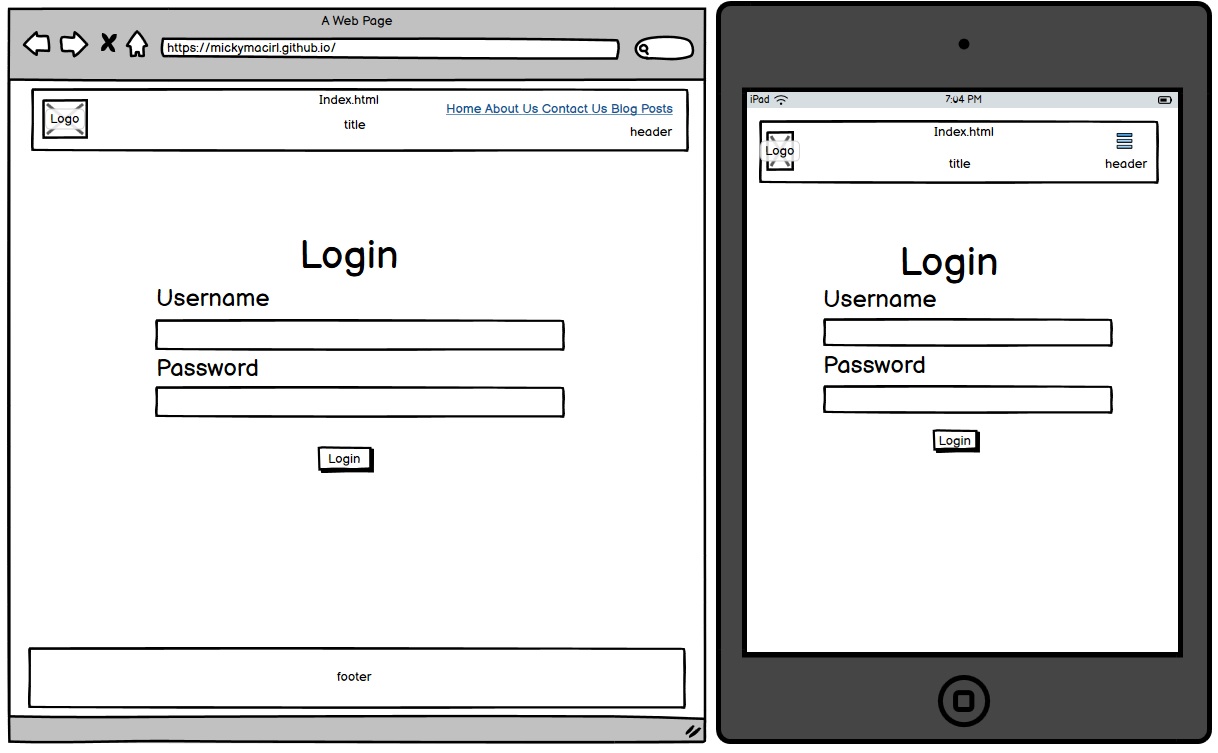 A Web Page
https://mickymacirl.github.io/
Logo
Index.html
Home About Us Contact Us Blog Posts
title
header
Login
Username
Password
Login
footer
iPad
7:04 PM
Logo
Index.html
title
header
Login
Username
Password
Login